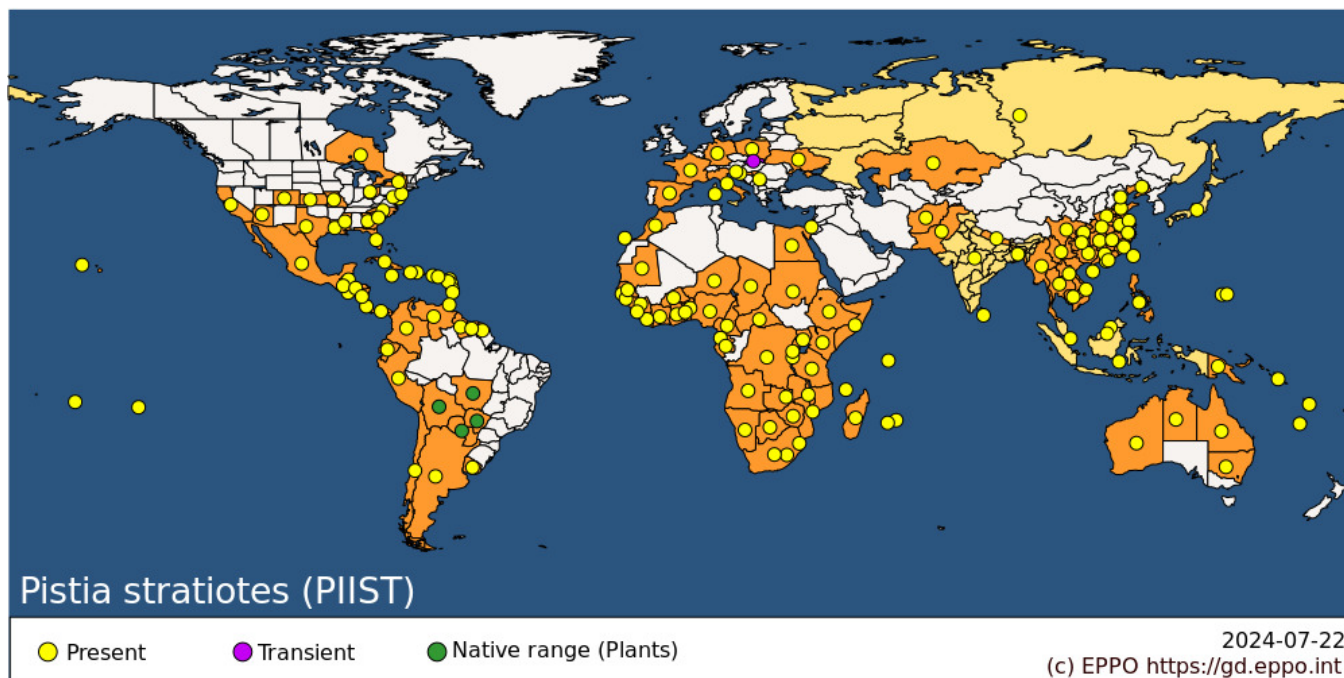 Pistia stratiotes (PIIST)
Present
Transient
Native range (Plants)
2024-07-22
(c) EPPO https://gd.eppo.int